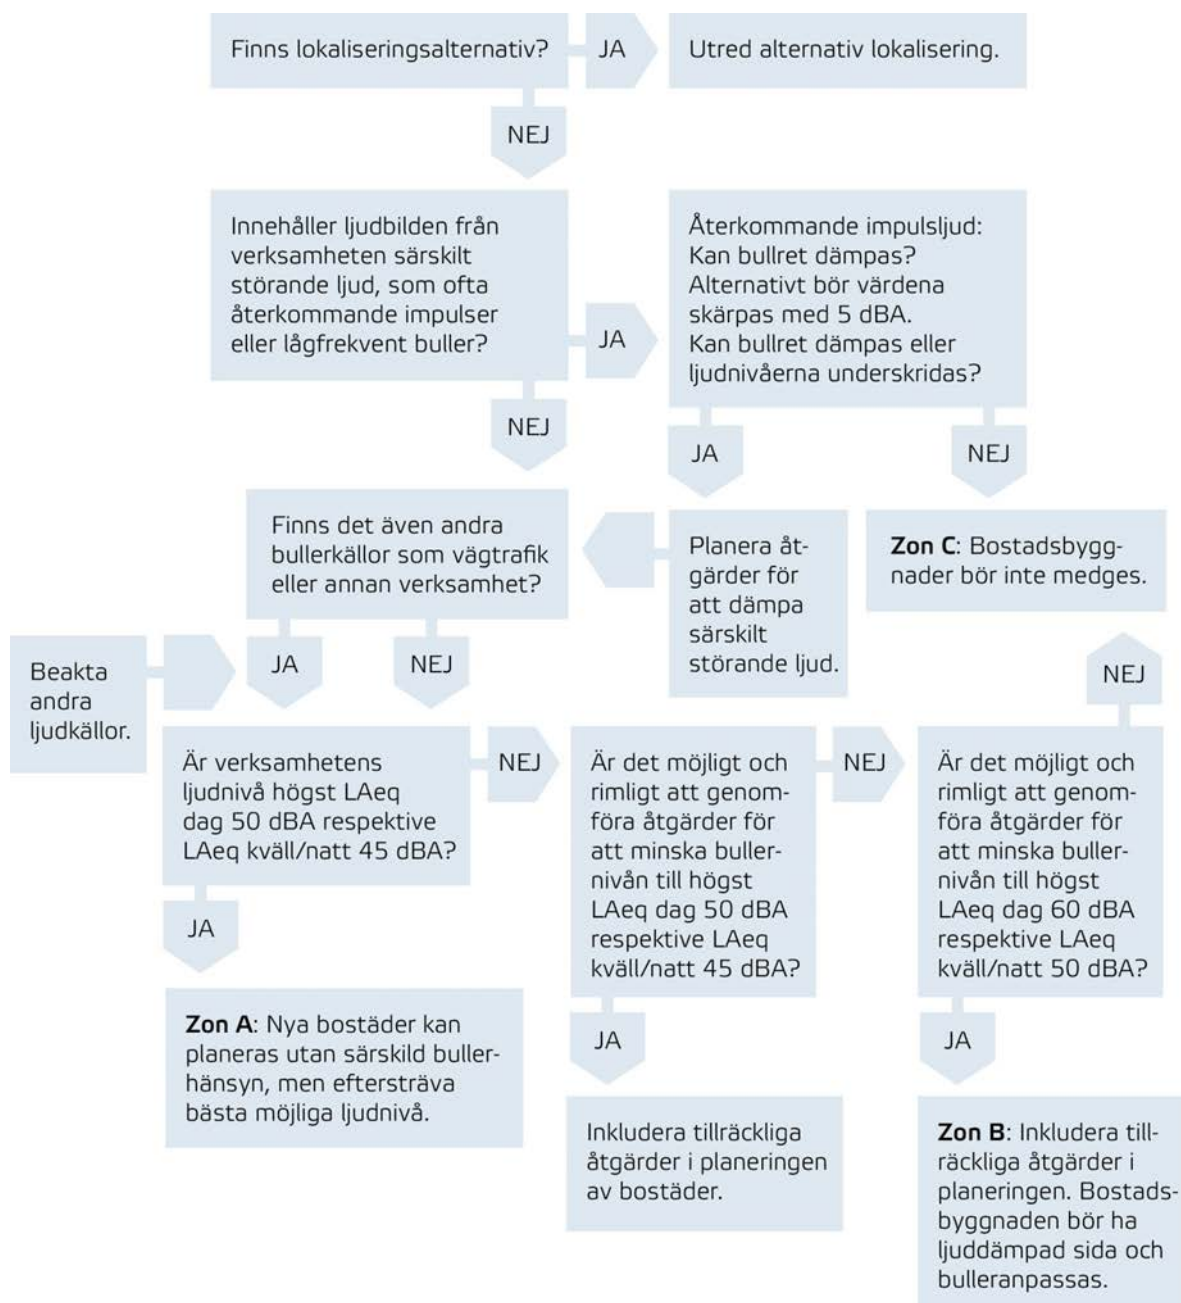 Finns lokaliseringsalternativ?
JA
Utred alternativ lokalisering.
NEJ
Innehåller ljudbilden från
verksamheten särskilt
störande ljud, som ofta
återkommande impulser
eller lågfrekvent buller?
JA
Återkommande impulsljud:
Kan bullret dämpas?
Alternativt bör värdena
skärpas med 5 dBA.
Kan bullret dämpas eller
ljudnivåerna underskridas?
NEJ
JA
NEJ
Finns det även andra
bullerkällor som vägtrafik
eller annan verksamhet?
Planera åt-
gärder för
att dämpa
särskilt
störande ljud.
Zon C: Bostadsbygg-
nader bör inte medges.
Beakta
andra
ljudkällor.
JA
NEJ
NEJ
Är verksamhetens
ljudnivå högst LAeq
dag 50 dBA respektive
LAeq kväll/natt 45 dBA?
NEJ
Är det möjligt och
rimligt att genom-
föra åtgärder för
att minska buller-
nivån till högst
LAeq dag 50 dBA
respektive LAeq
kväll/natt 45 dBA?
NEJ
Är det möjligt och
rimligt att genom-
föra åtgärder för
att minska buller-
nivån till högst
LAeq dag 60 dBA
respektive LAeq
kväll/natt 50 dBA?
JA
Zon A: Nya bostäder kan
planeras utan särskild buller-
hänsyn, men eftersträva
bästa möjliga ljudnivå.
JA
Inkludera tillräckliga
åtgärder i planeringen
av bostäder.
JA
Zon B: Inkludera till-
räckliga åtgärder i
planeringen. Bostads-
byggnaden bör ha
ljuddämpad sida och
bulleranpassas.